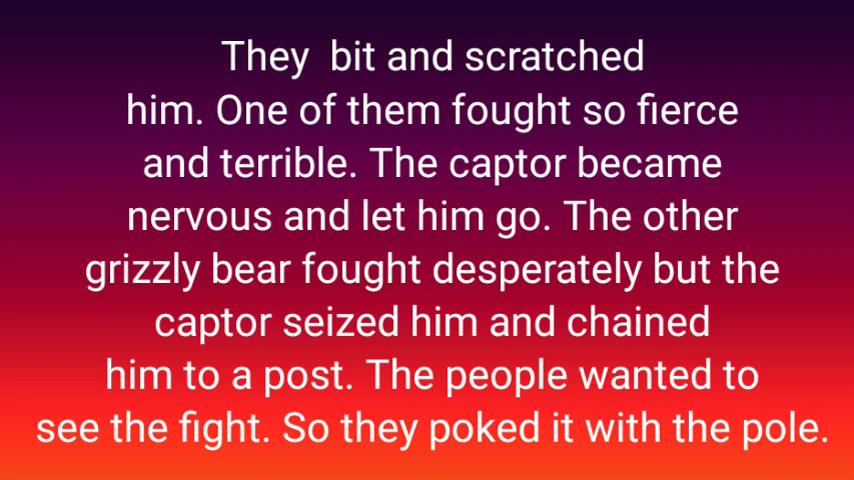 They  bit and scratched
him. One of them fought so fierce
and terrible. The captor became
nervous and let him go. The other
grizzly bear fought desperately but the
captor seized him and chained
him to a post. The people wanted to
see the fight. So they poked it with the pole.